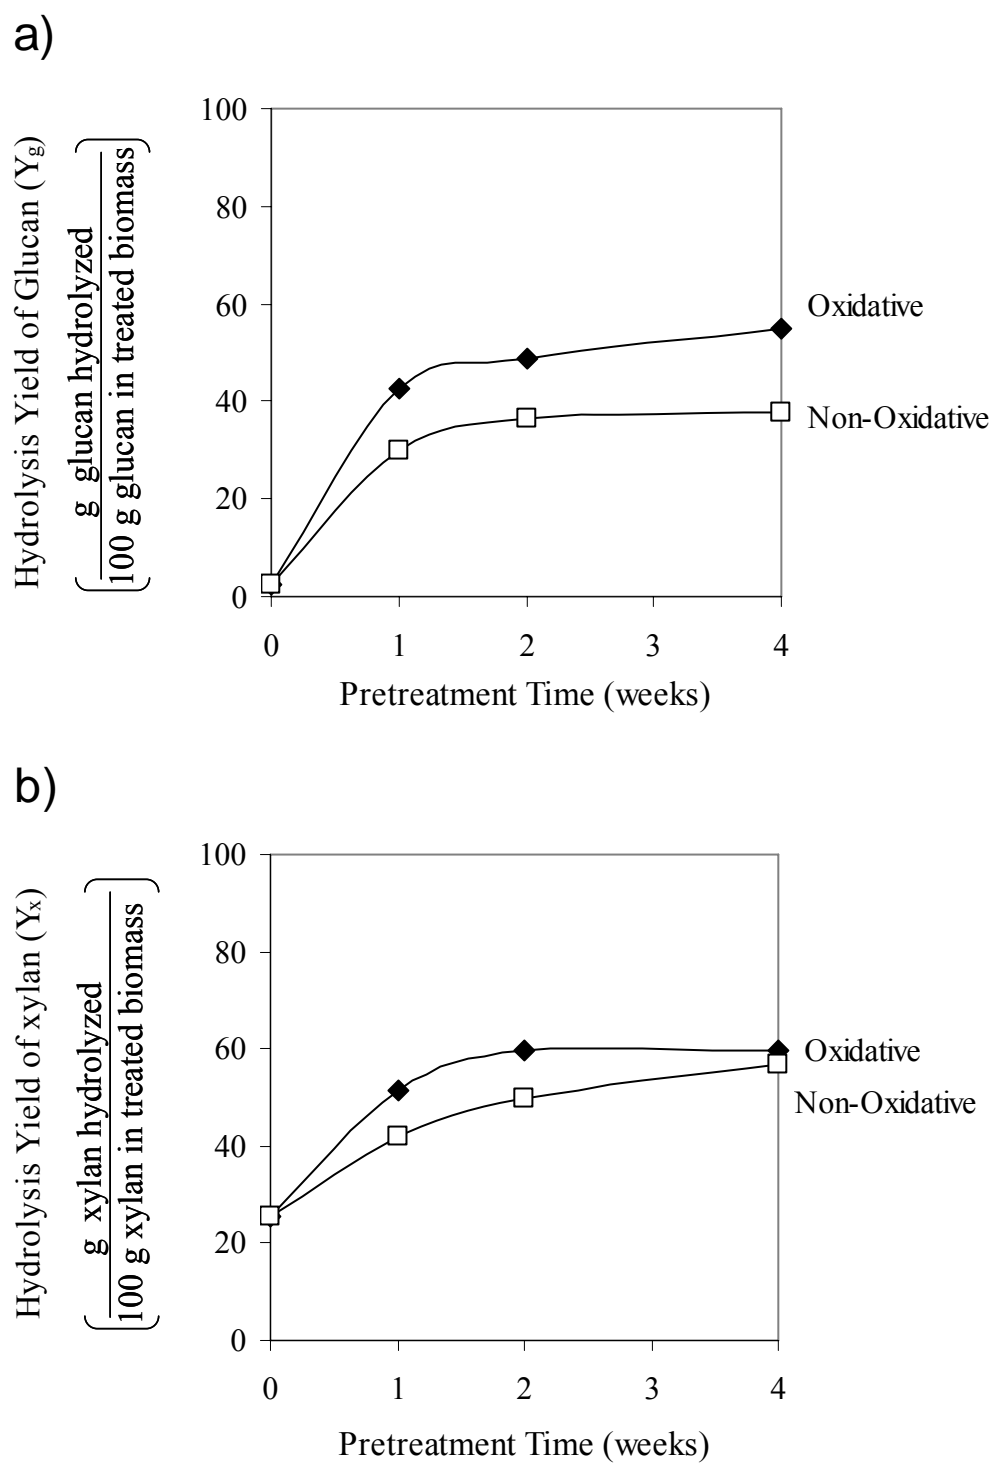 a)
Hydrolysis Yield of Glucan (Yg)
g glucan hydrolyzed
100 g glucan in treated biomass
100
80
60
40
20
0
Oxidative
Non-Oxidative
0 1 2 3 4
Pretreatment Time (weeks)
b)
Hydrolysis Yield of xylan (Yx)
g xylan hydrolyzed
100 g xylan in treated biomass
100
80
60
40
20
0
Oxidative
Non-Oxidative
0 1 2 3 4
Pretreatment Time (weeks)